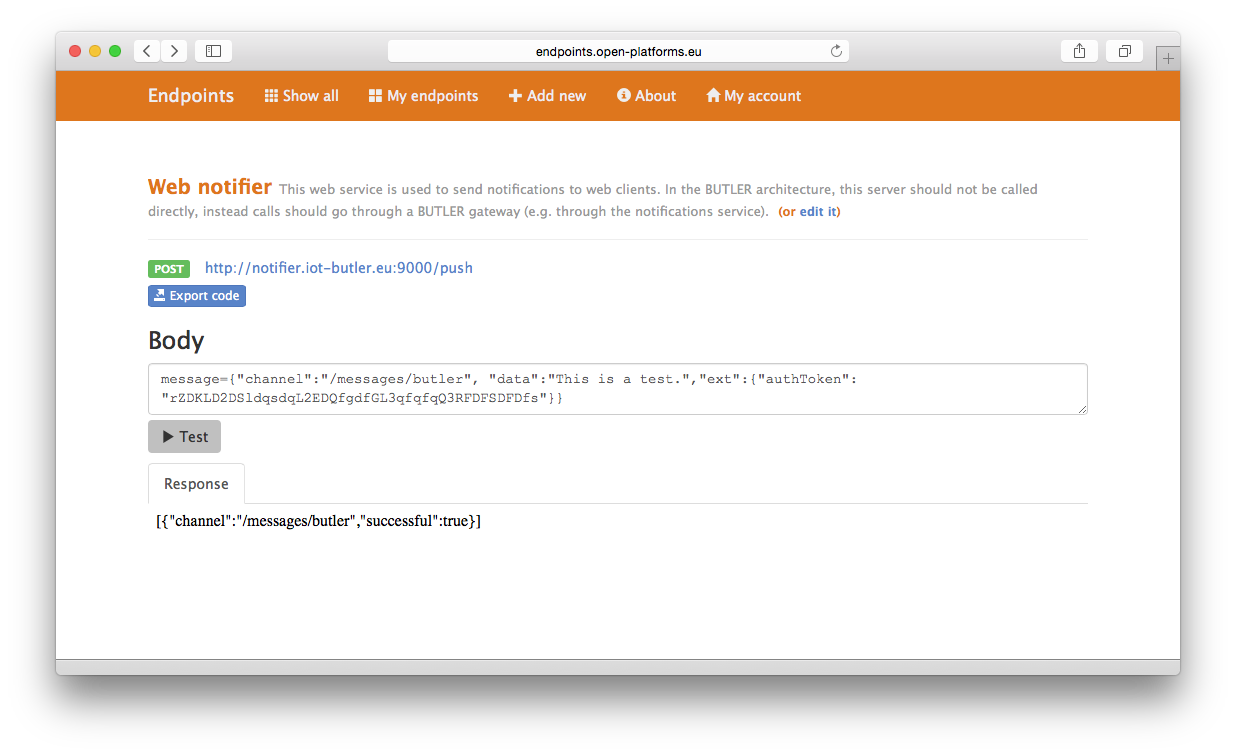 endpoints.open-platforms.eu
Endpoints Show all My endpoints Add new About My account
Web notifier This web service is used to send notifications to web clients. In the BUTLER architecture, this server should not be called
directly, instead calls should go through a BUTLER gateway (e.g. through the notifications service). (or edit it)
POST http://notifier.iot-butler.eu:9000/push
Export code
Body
message={"channel":"/messages/butler", "data":"This is a test.","ext":{"authToken":
"rZDKLD2DSldqsdqL2EDQfgdfGL3qfqfqQ3RFDFSDFDfs"}}
Test
Response
[{"channel":"/messages/butler","successful":true}]